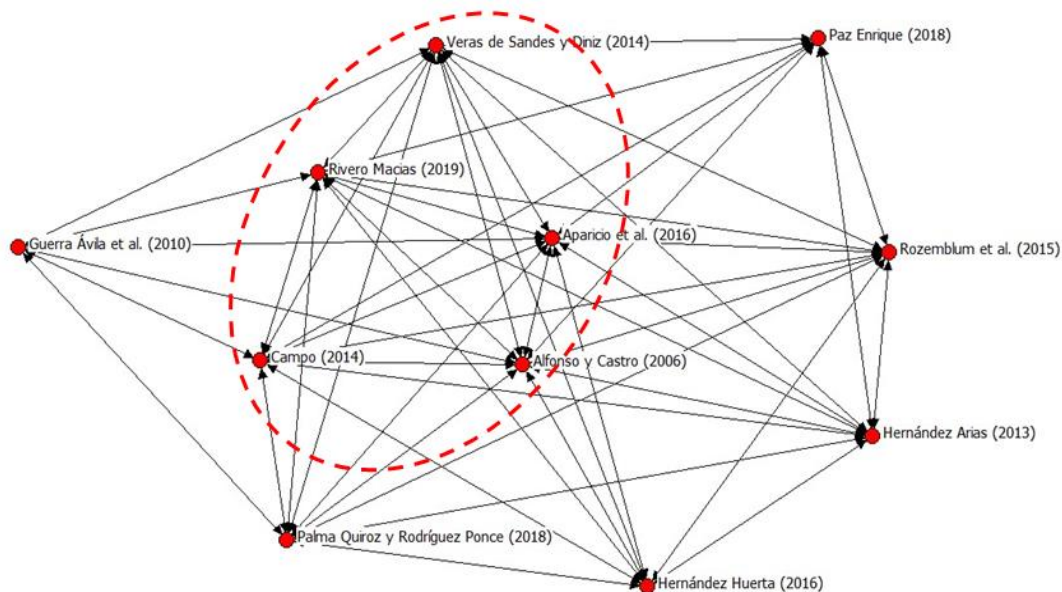 Veras de Sandes y Diniz (2014)
Paz Enrique (2018)
Rivero Macias (2019)
Aparicio et al. (2016)
Guerra Ávila et al. (2010)
Rozemblum et al. (2015)
Campo (2014)
Alfonso y Castro (2006)
Hernández Arias (2013)
Palma Quiroz y Rodríguez Ponce (2018)
Hernández Huerta (2016)